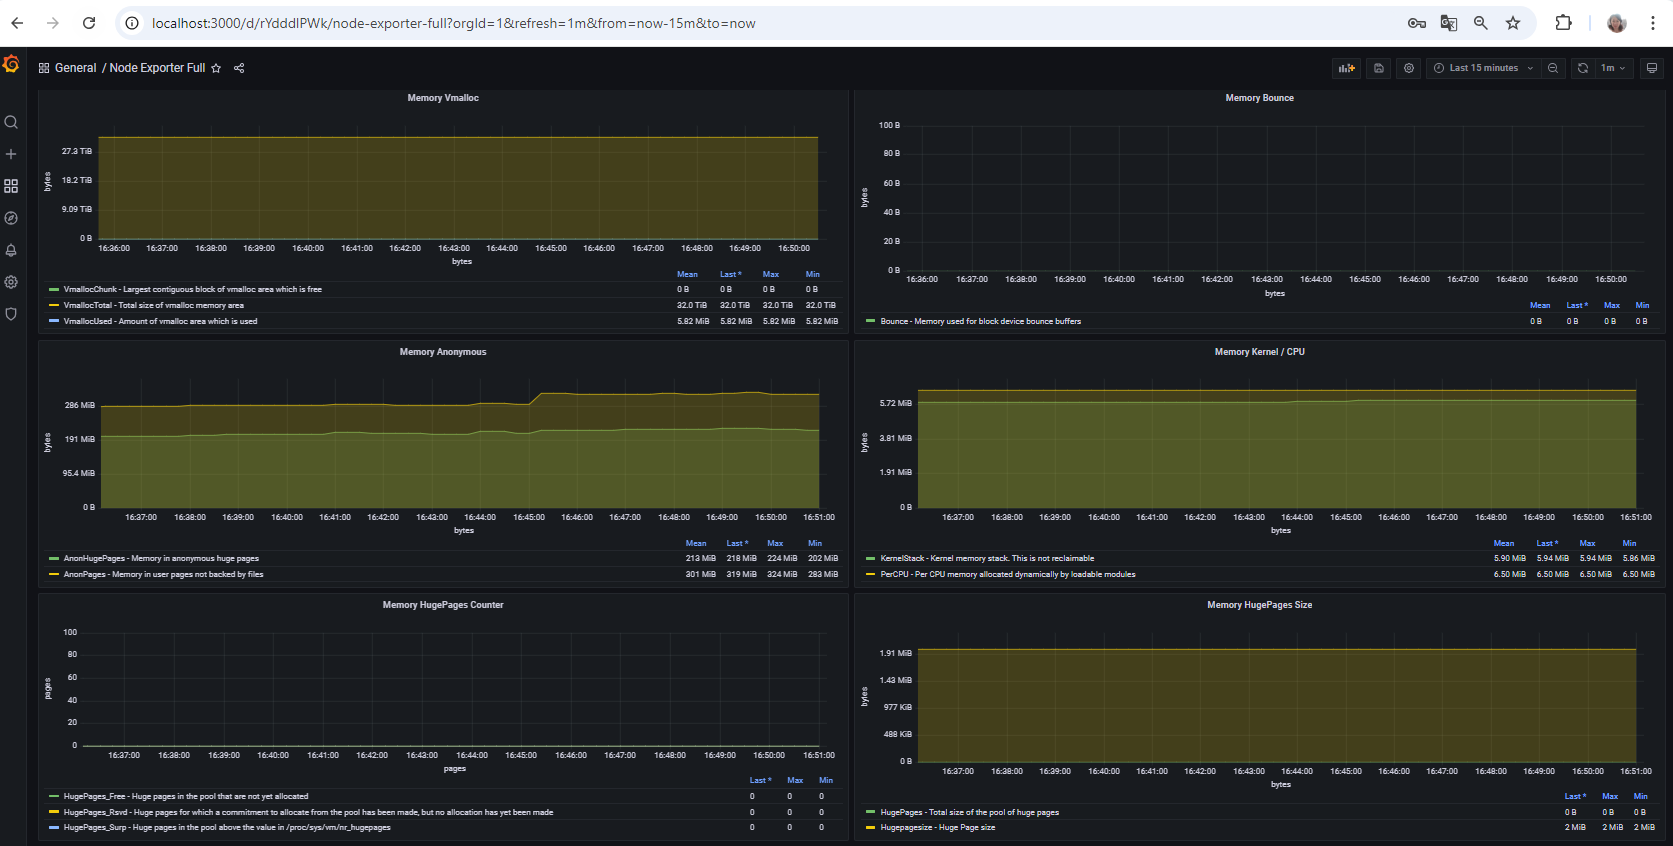 localhost:3000/d/rYdddlPWk/node-exporter-full?orgId=1&refresh=1m&from=now-15m&to=now
General / Node Exporter Full
Last 15 minutes
1m
Memory Vmalloc
bytes
27.3 TiB
18.2 TiB
9.09 TiB
0 B
16:36:00 16:37:00 16:38:00 16:39:00 16:40:00 16:41:00 16:42:00 16:43:00 16:44:00 16:45:00 16:46:00 16:47:00 16:48:00 16:49:00 16:50:00
bytes
Mean Last * Max Min
VmallocChunk - Largest contiguous block of vmalloc area which is free 0 B 0 B 0 B 0 B
VmallocTotal - Total size of vmalloc memory area 32.0 TiB 32.0 TiB 32.0 TiB 32.0 TiB
VmallocUsed - Amount of vmalloc area which is used 5.82 MiB 5.82 MiB 5.82 MiB 5.82 MiB
Memory Bounce
bytes
100 B
80 B
60 B
40 B
20 B
0 B
16:36:00 16:37:00 16:38:00 16:39:00 16:40:00 16:41:00 16:42:00 16:43:00 16:44:00 16:45:00 16:46:00 16:47:00 16:48:00 16:49:00 16:50:00
bytes
Mean Last * Max Min
Bounce - Memory used for block device bounce buffers 0 B 0 B 0 B 0 B
Memory Anonymous
bytes
286 MiB
191 MiB
95.4 MiB
0 B
16:37:00 16:38:00 16:39:00 16:40:00 16:41:00 16:42:00 16:43:00 16:44:00 16:45:00 16:46:00 16:47:00 16:48:00 16:49:00 16:50:00 16:51:00
bytes
Mean Last * Max Min
AnonHugePages - Memory in anonymous huge pages 213 MiB 218 MiB 224 MiB 202 MiB
AnonPages - Memory in user pages not backed by files 301 MiB 319 MiB 324 MiB 283 MiB
Memory Kernel / CPU
bytes
5.72 MiB
3.81 MiB
1.91 MiB
0 B
16:37:00 16:38:00 16:39:00 16:40:00 16:41:00 16:42:00 16:43:00 16:44:00 16:45:00 16:46:00 16:47:00 16:48:00 16:49:00 16:50:00 16:51:00
bytes
Mean Last * Max Min
KernelStack - Kernel memory stack. This is not reclaimable 5.90 MiB 5.94 MiB 5.94 MiB 5.86 MiB
PerCPU - Per CPU memory allocated dynamically by loadable modules 6.50 MiB 6.50 MiB 6.50 MiB 6.50 MiB
Memory HugePages Counter
pages
100
80
60
40
20
0
16:37:00 16:38:00 16:39:00 16:40:00 16:41:00 16:42:00 16:43:00 16:44:00 16:45:00 16:46:00 16:47:00 16:48:00 16:49:00 16:50:00 16:51:00
pages
Last * Max Min
HugePages_Free - Huge pages in the pool that are not yet allocated 0 0 0
HugePages_Rsvd - Huge pages for which a commitment to allocate from the pool has been made, but no allocation has yet been made 0 0 0
HugePages_Surp - Huge pages in the pool above the value in /proc/sys/vm/nr_hugepages 0 0 0
Memory HugePages Size
bytes
1.91 MiB
1.43 MiB
977 KiB
488 KiB
0 B
16:37:00 16:38:00 16:39:00 16:40:00 16:41:00 16:42:00 16:43:00 16:44:00 16:45:00 16:46:00 16:47:00 16:48:00 16:49:00 16:50:00 16:51:00
bytes
Last * Max Min
HugePages - Total size of the pool of huge pages 0 B 0 B 0 B
Hugepagesize - Huge Page size 2 MiB 2 MiB 2 MiB